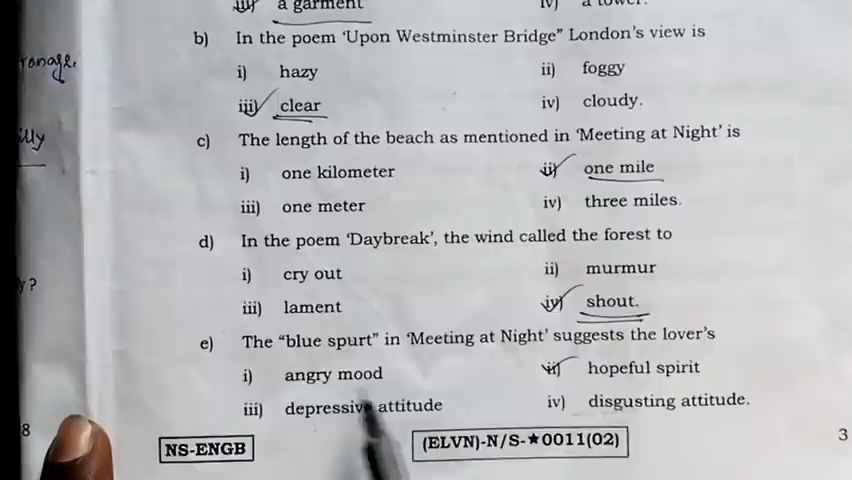 iii) a garment iv) a tower.
b) In the poem ‘Upon Westminster Bridge” London’s view is
i) hazy ii) foggy
iii) clear iv) cloudy.
c) The length of the beach as mentioned in ‘Meeting at Night’ is
i) one kilometer ii) one mile
iii) one meter iv) three miles.
d) In the poem ‘Daybreak’, the wind called the forest to
i) cry out ii) murmur
iii) lament iv) shout.
e) The “blue spurt” in ‘Meeting at Night’ suggests the lover’s
i) angry mood ii) hopeful spirit
iii) depressive attitude iv) disgusting attitude.
8 NS-ENGB (ELVN)-N/S-★0011(02) 3